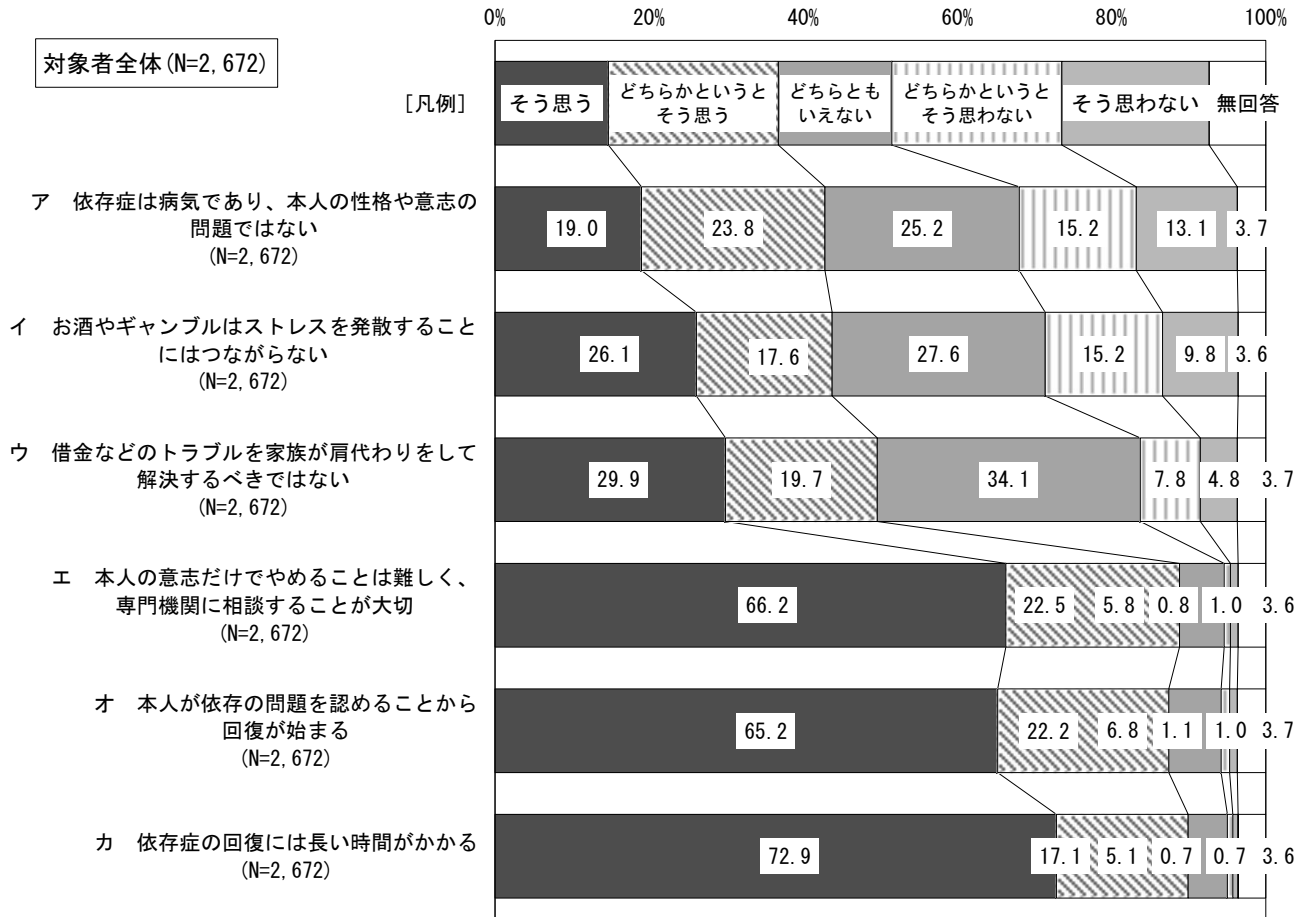 0%
20%
40%
60%
80%
100%
対象者全体(N=2,672)
[凡例]
そう思う
どちらかというと
そう思う
どちらとも
いえない
どちらかというと
そう思わない
そう思わない
無回答
ア 依存症は病気であり、本人の性格や意志の
問題ではない
(N=2,672)
19.0
23.8
25.2
15.2
13.1
3.7
イ お酒やギャンブルはストレスを発散すること
にはつながらない
(N=2,672)
26.1
17.6
27.6
15.2
9.8
3.6
ウ 借金などのトラブルを家族が肩代わりをして
解決するべきではない
(N=2,672)
29.9
19.7
34.1
7.8
4.8
3.7
エ 本人の意志だけでやめることは難しく、
専門機関に相談することが大切
(N=2,672)
66.2
22.5
5.8
0.8
1.0
3.6
オ 本人が依存の問題を認めることから
回復が始まる
(N=2,672)
65.2
22.2
6.8
1.1
1.0
3.7
カ 依存症の回復には長い時間がかかる
(N=2,672)
72.9
17.1
5.1
0.7
0.7
3.6